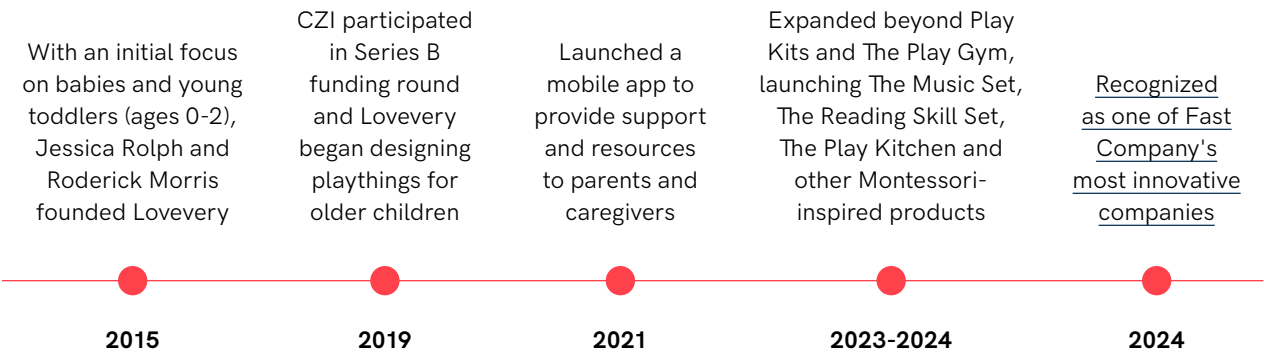 With an initial focus
on babies and young
toddlers (ages 0-2),
Jessica Rolph and
Roderick Morris
founded Lovevery
2015
CZI participated
in Series B
funding round
and Lovevery
began designing
playthings for
older children
2019
Launched a
mobile app to
provide support
and resources
to parents and
caregivers
2021
Expanded beyond Play
Kits and The Play Gym,
launching The Music Set,
The Reading Skill Set,
The Play Kitchen and
other Montessori-
inspired products
2023-2024
Recognized
as one of Fast
Company's
most innovative
companies
2024